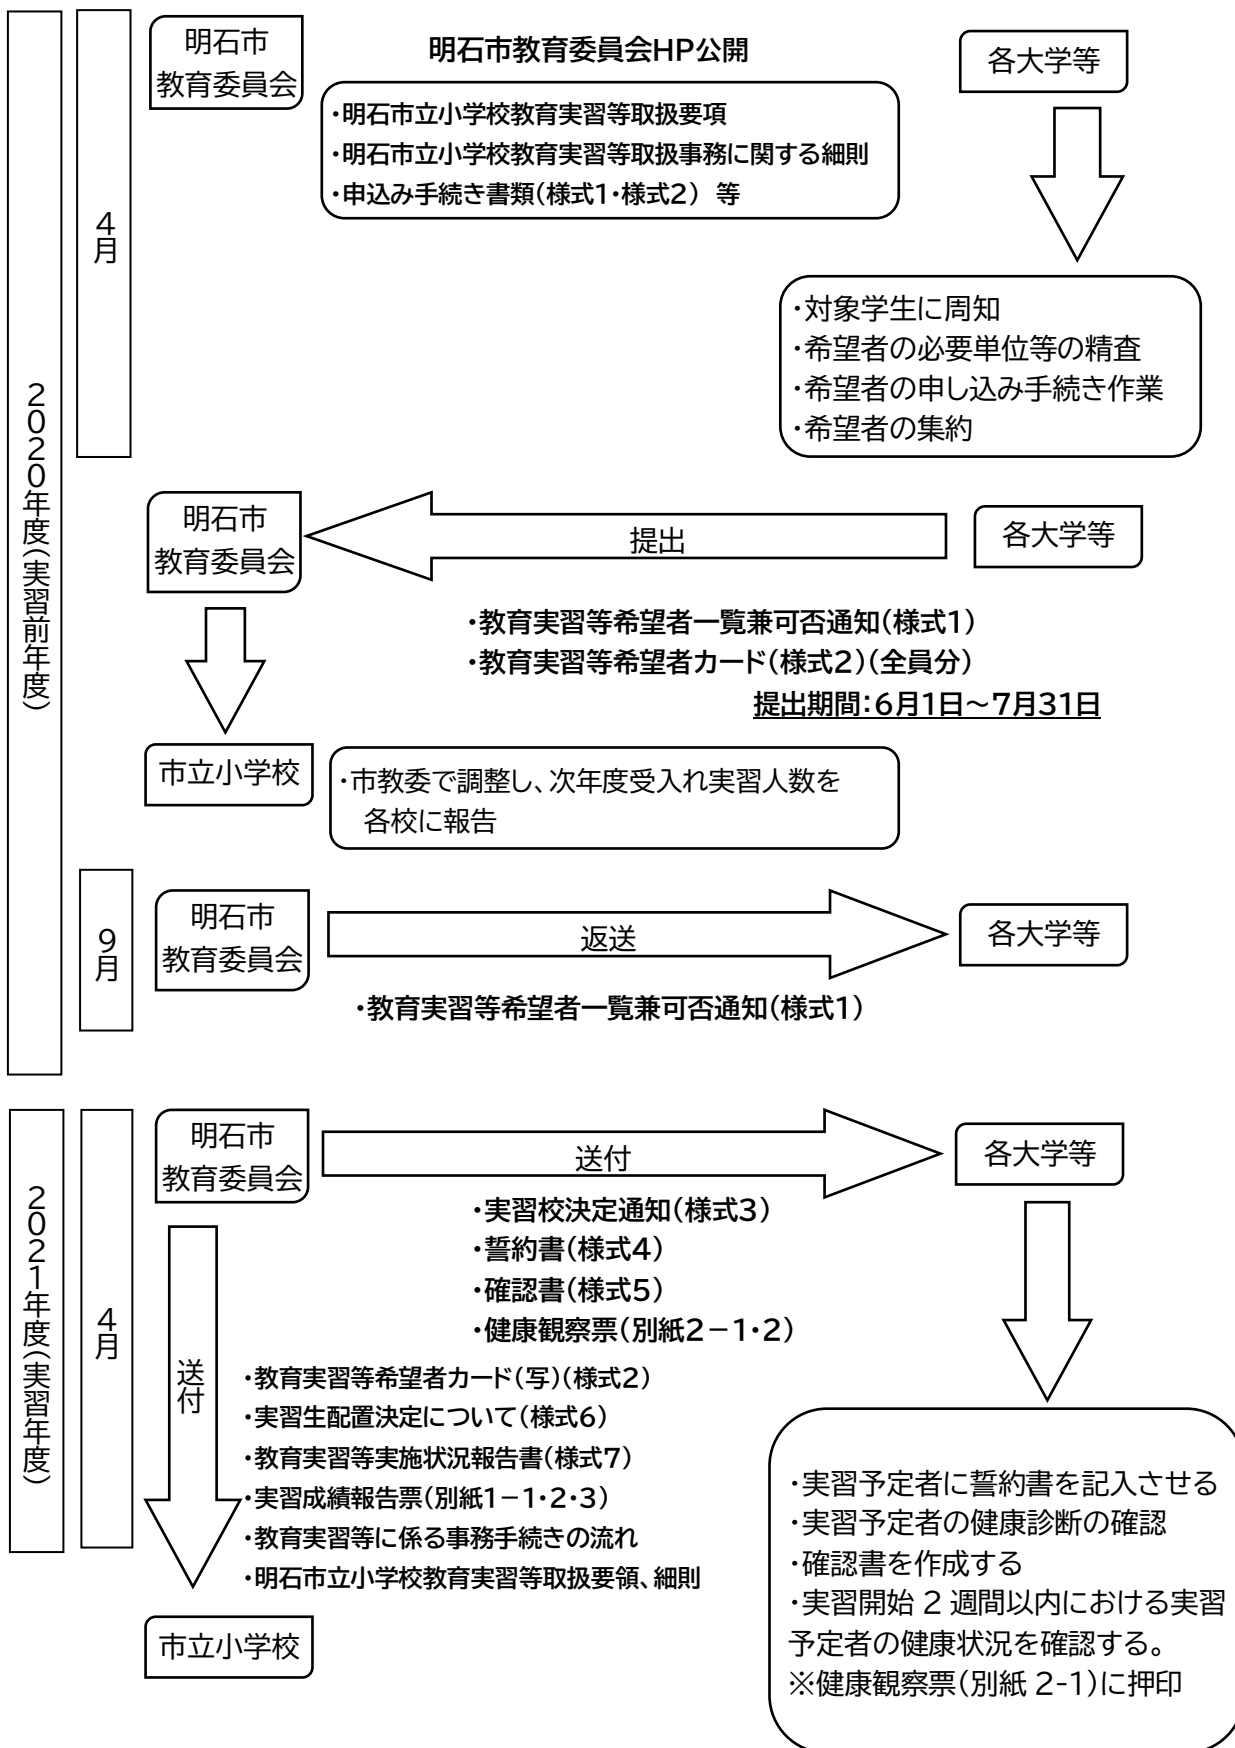 2020年度(実習前年度)
4月
明石市
教育委員会
明石市教育委員会HP公開
・明石市立小学校教育実習等取扱要項
・明石市立小学校教育実習等取扱事務に関する細則
・申込み手続き書類(様式1・様式2) 等
各大学等
・対象学生に周知
・希望者の必要単位等の精査
・希望者の申し込み手続き作業
・希望者の集約
明石市
教育委員会
提出
各大学等
・教育実習等希望者一覧兼可否通知(様式1)
・教育実習等希望者カード(様式2)(全員分)
提出期間:6月1日~7月31日
市立小学校
・市教委で調整し、次年度受入れ実習人数を
各校に報告
9月
明石市
教育委員会
返送
各大学等
・教育実習等希望者一覧兼可否通知(様式1)
2021年度(実習年度)
4月
明石市
教育委員会
送付
各大学等
・実習校決定通知(様式3)
・誓約書(様式4)
・確認書(様式5)
・健康観察票(別紙2-1・2)
送付
・教育実習等希望者カード(写)(様式2)
・実習生配置決定について(様式6)
・教育実習等実施状況報告書(様式7)
・実習成績報告票(別紙1-1・2・3)
・教育実習等に係る事務手続きの流れ
・明石市立小学校教育実習等取扱要領、細則
市立小学校
・実習予定者に誓約書を記入させる
・実習予定者の健康診断の確認
・確認書を作成する
・実習開始 2 週間以内における実習
予定者の健康状況を確認する。
※健康観察票(別紙 2-1)に押印